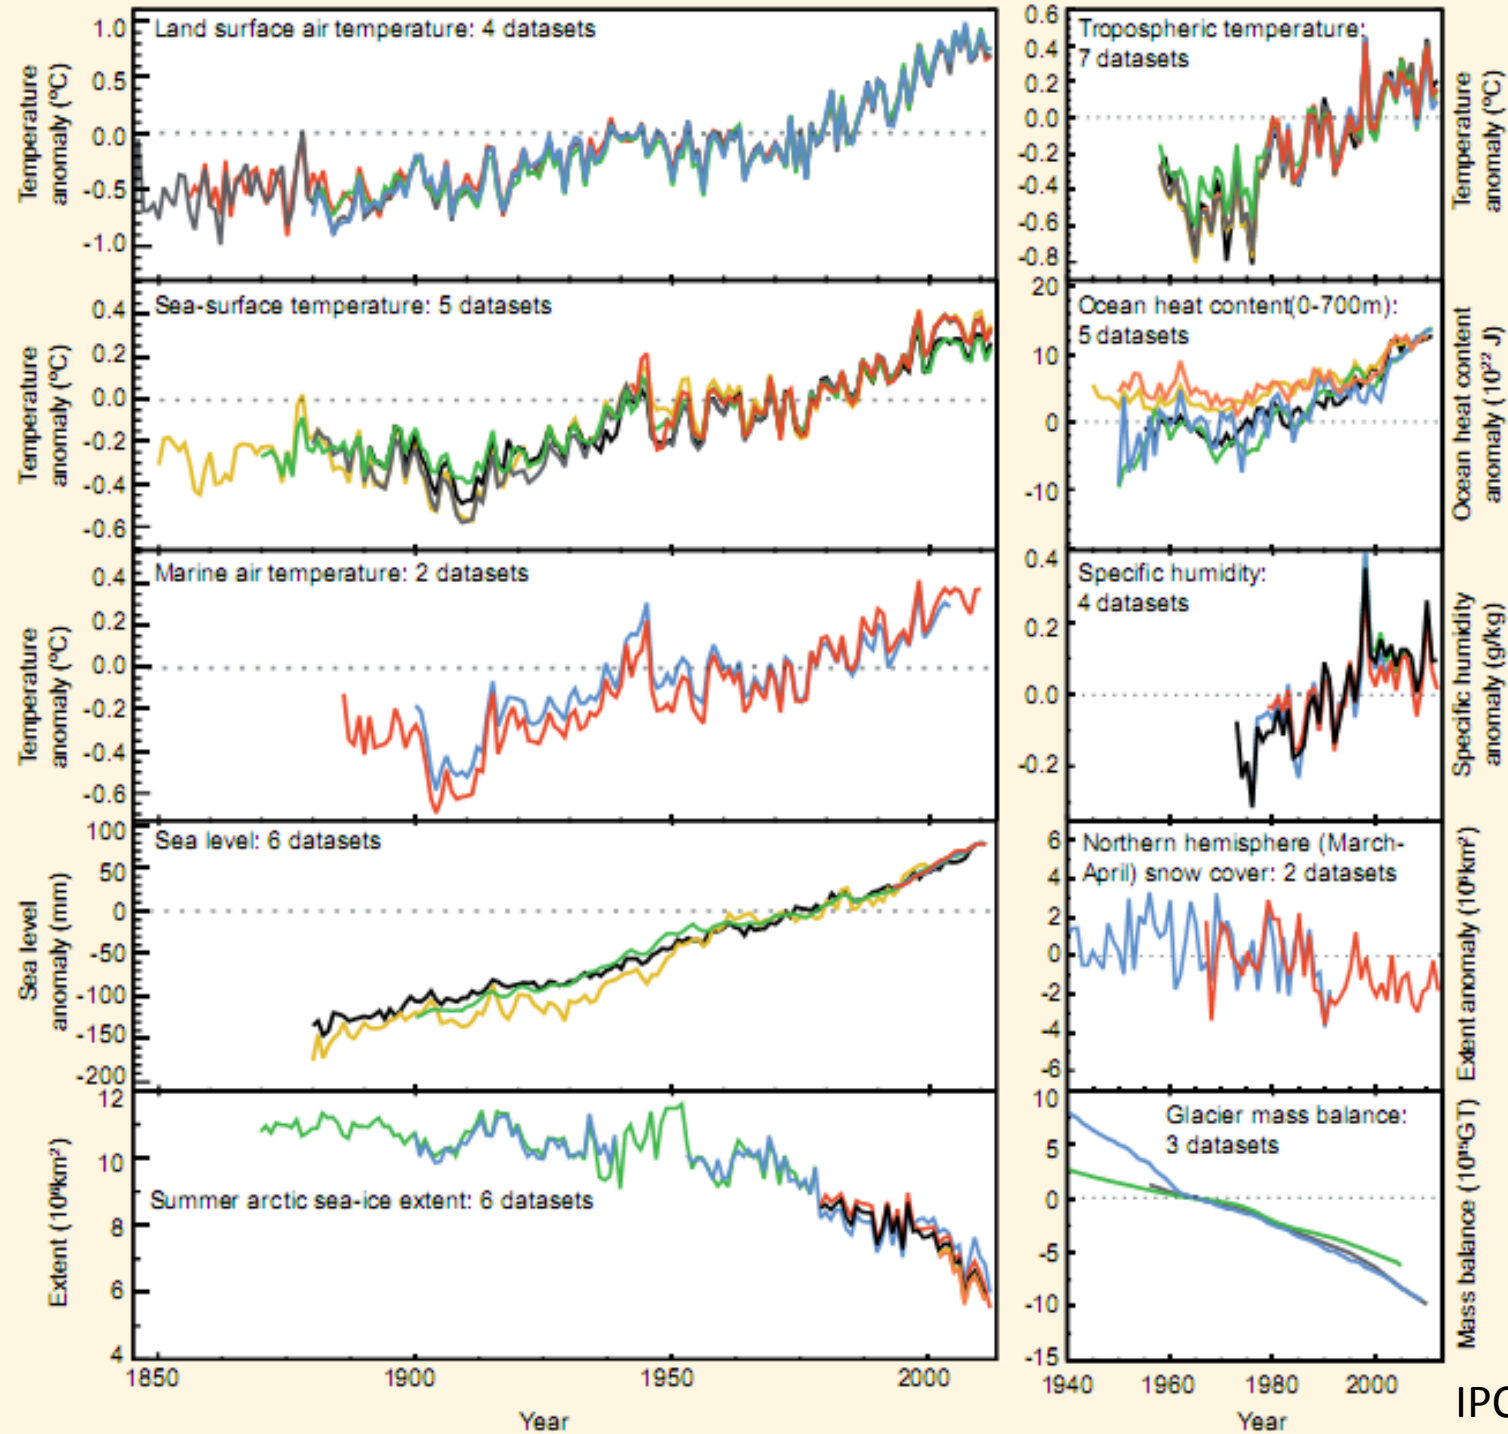 Land surface air temperature: 4 datasets
Temperature
anomaly (ºC)
1.0
0.5
0.0
-0.5
-1.0
Sea-surface temperature: 5 datasets
Temperature
anomaly (ºC)
0.4
0.2
0.0
-0.2
-0.4
-0.6
Marine air temperature: 2 datasets
Temperature
anomaly (ºC)
0.4
0.2
0.0
-0.2
-0.4
-0.6
Sea level: 6 datasets
Sea level
anomaly (mm)
100
50
0
-50
-100
-150
-200
Summer arctic sea-ice extent: 6 datasets
Extent (10⁶km²)
12
10
8
6
4
1850
1900
1950
2000
Year
Tropospheric temperature:
7 datasets
Temperature
anomaly (ºC)
0.6
0.4
0.2
0.0
-0.2
-0.4
-0.6
-0.8
Ocean heat content(0-700m):
5 datasets
Ocean heat content
anomaly (10²² J)
20
10
0
-10
Specific humidity:
4 datasets
Specific humidity
anomaly (g/kg)
0.4
0.2
0.0
-0.2
Northern hemisphere (March-
April) snow cover: 2 datasets
Extent anomaly (10⁶km²)
6
4
2
0
-2
-4
-6
Glacier mass balance:
3 datasets
Mass balance
10
5
0
-5
-10
-15
1940
1960
1980
2000
Year